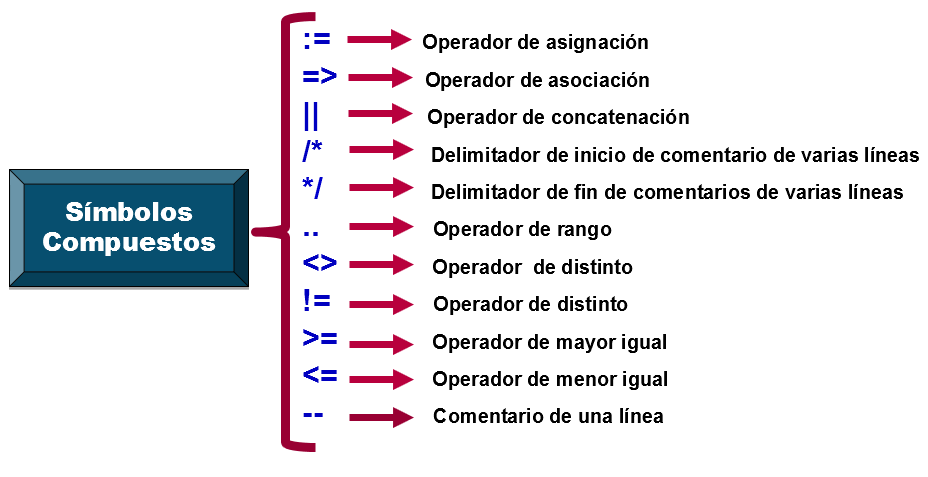 Símbolos
Compuestos
:= Operador de asignación
=> Operador de asociación
|| Operador de concatenación
/* Delimitador de inicio de comentario de varias líneas
*/ Delimitador de fin de comentarios de varias líneas
.. Operador de rango
<> Operador de distinto
!= Operador de distinto
>= Operador de mayor igual
<= Operador de menor igual
-- Comentario de una línea